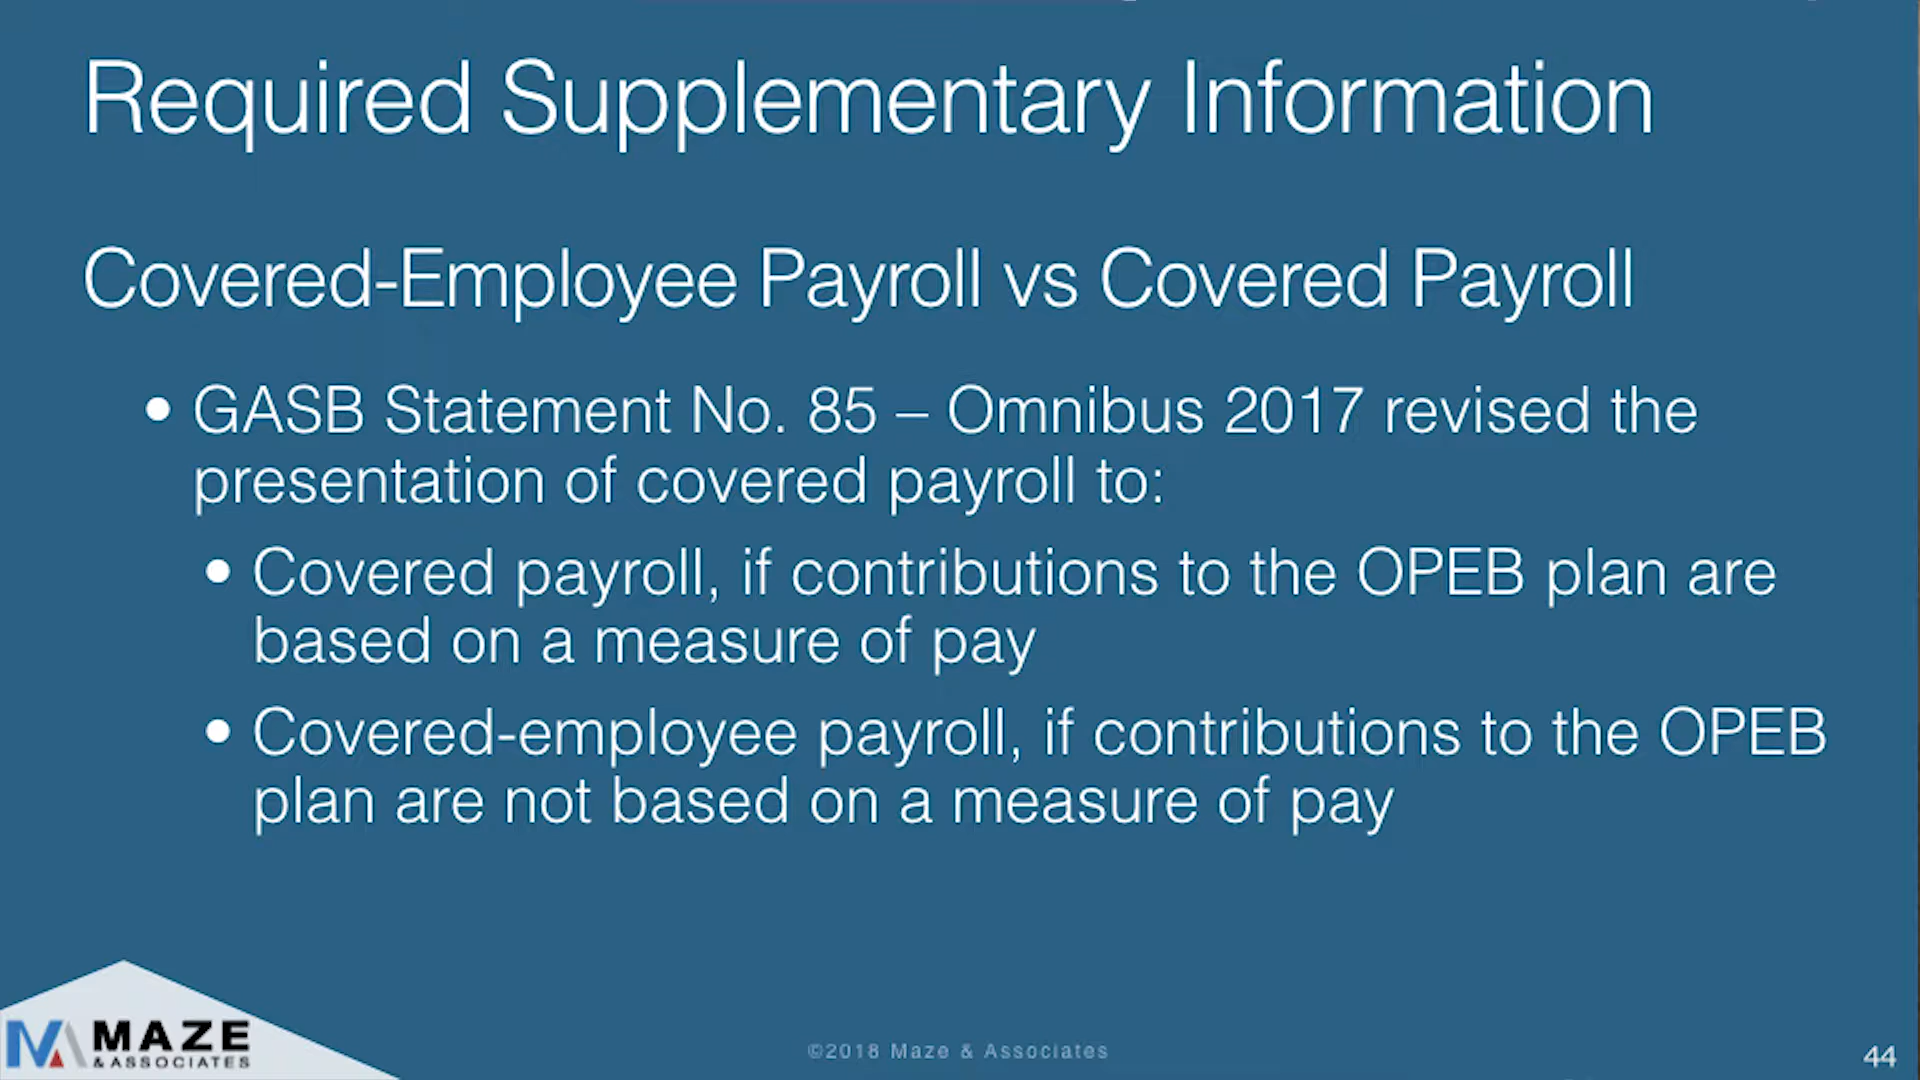 Required Supplementary Information
Covered-Employee Payroll vs Covered Payroll
• GASB Statement No. 85 – Omnibus 2017 revised the
presentation of covered payroll to:
• Covered payroll, if contributions to the OPEB plan are
based on a measure of pay
• Covered-employee payroll, if contributions to the OPEB
plan are not based on a measure of pay
MAZE
& ASSOCIATES
©2018 Maze & Associates
44